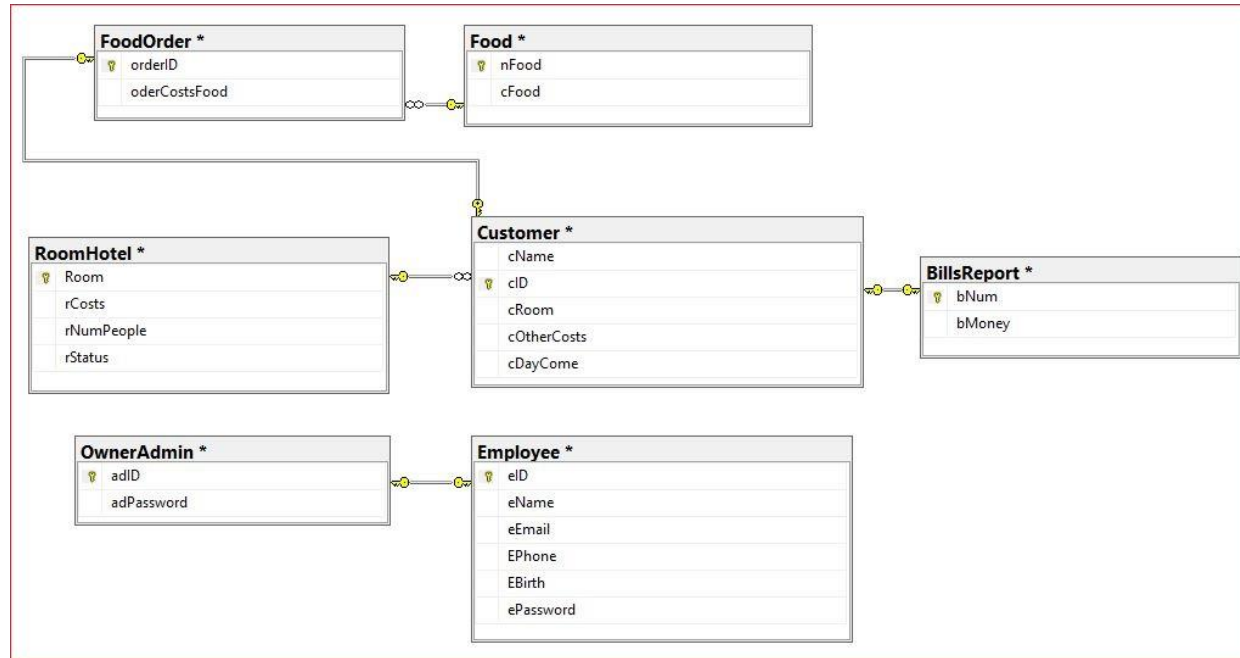 FoodOrder *
orderID
oderCostsFood
Food *
nFood
cFood
RoomHotel *
Room
rCosts
rNumPeople
rStatus
Customer *
cName
cID
cRoom
cOtherCosts
cDayCome
BillsReport *
bNum
bMoney
OwnerAdmin *
adID
adPassword
Employee *
eID
eName
eEmail
EPhone
EBirth
ePassword